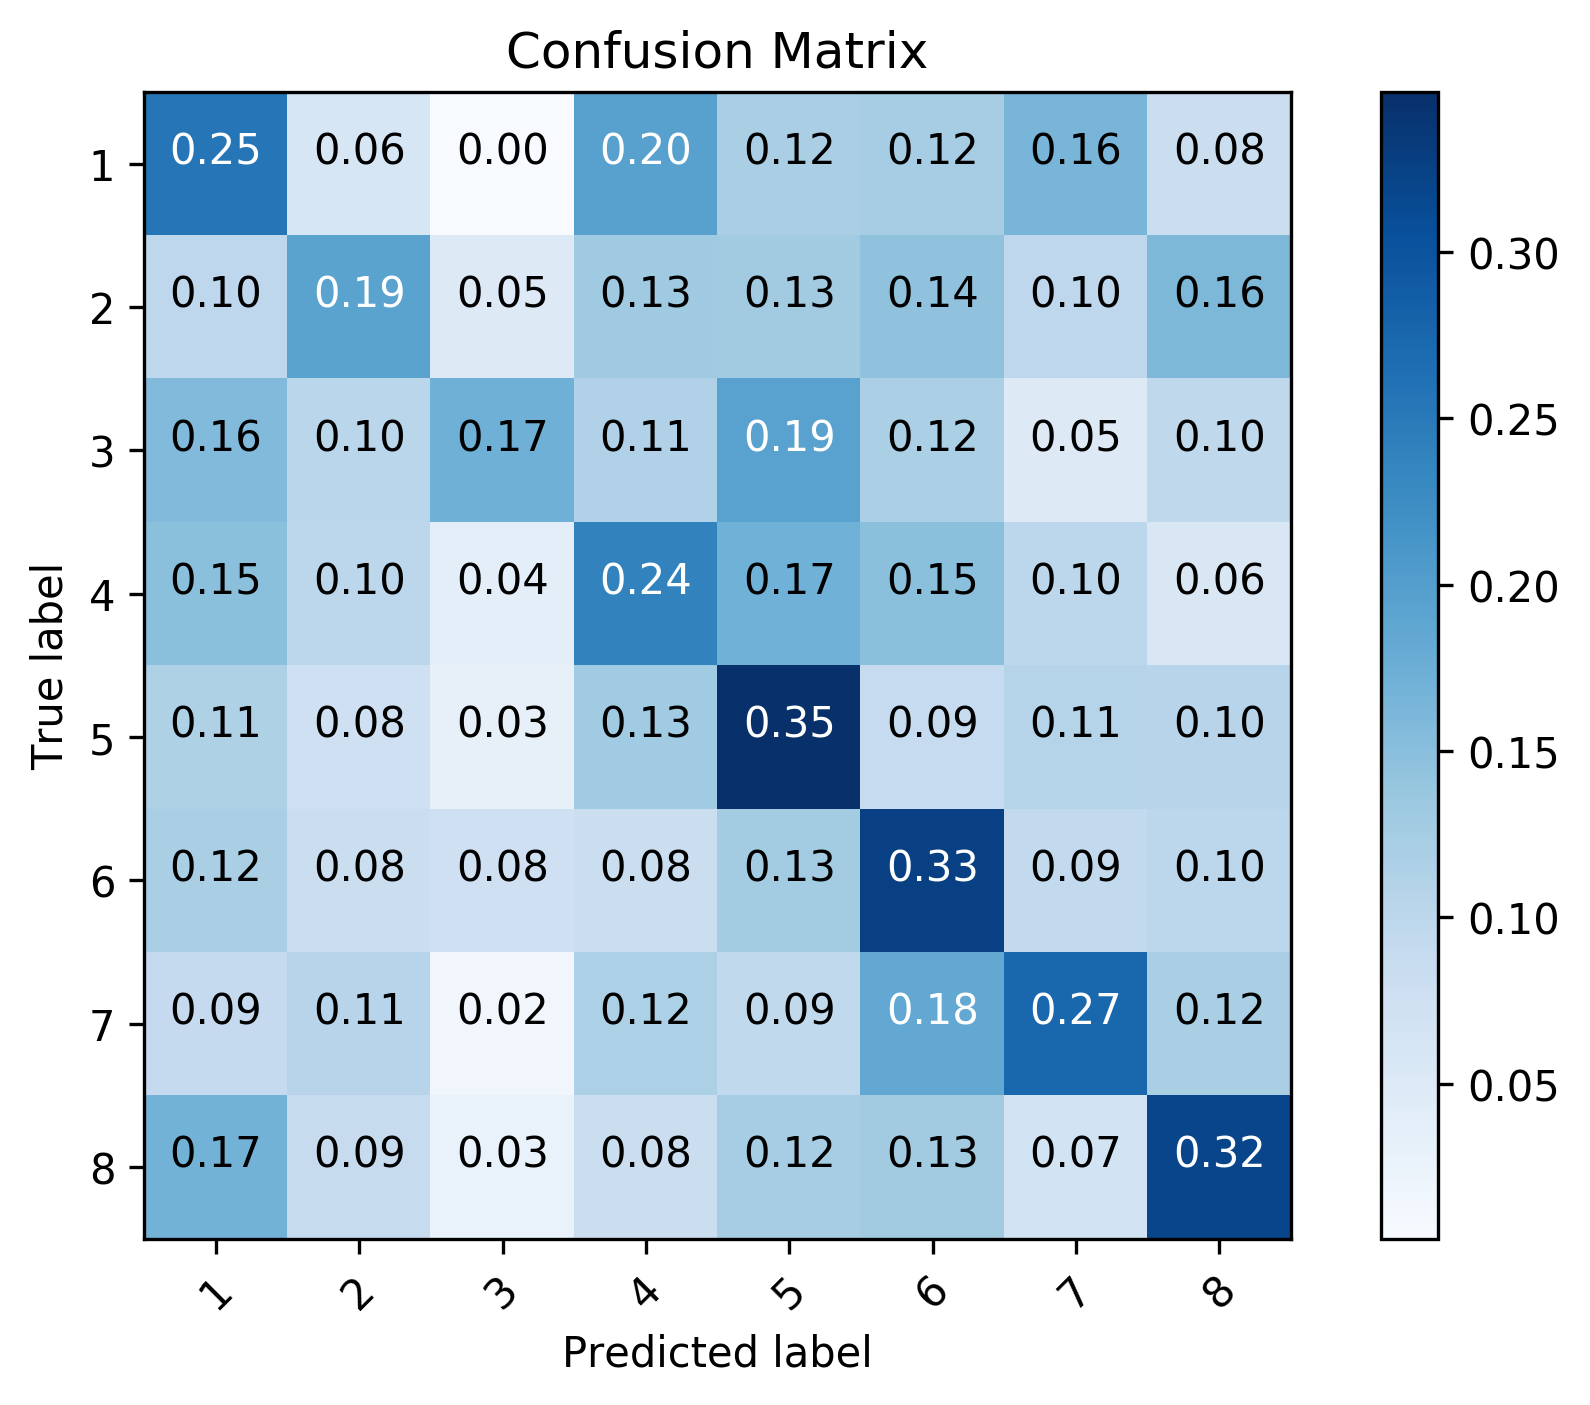 Confusion Matrix
True label
1 0.25 0.06 0.00 0.20 0.12 0.12 0.16 0.08
2 0.10 0.19 0.05 0.13 0.13 0.14 0.10 0.16
3 0.16 0.10 0.17 0.11 0.19 0.12 0.05 0.10
4 0.15 0.10 0.04 0.24 0.17 0.15 0.10 0.06
5 0.11 0.08 0.03 0.13 0.35 0.09 0.11 0.10
6 0.12 0.08 0.08 0.08 0.13 0.33 0.09 0.10
7 0.09 0.11 0.02 0.12 0.09 0.18 0.27 0.12
8 0.17 0.09 0.03 0.08 0.12 0.13 0.07 0.32
1 2 3 4 5 6 7 8
Predicted label
0.30
0.25
0.20
0.15
0.10
0.05